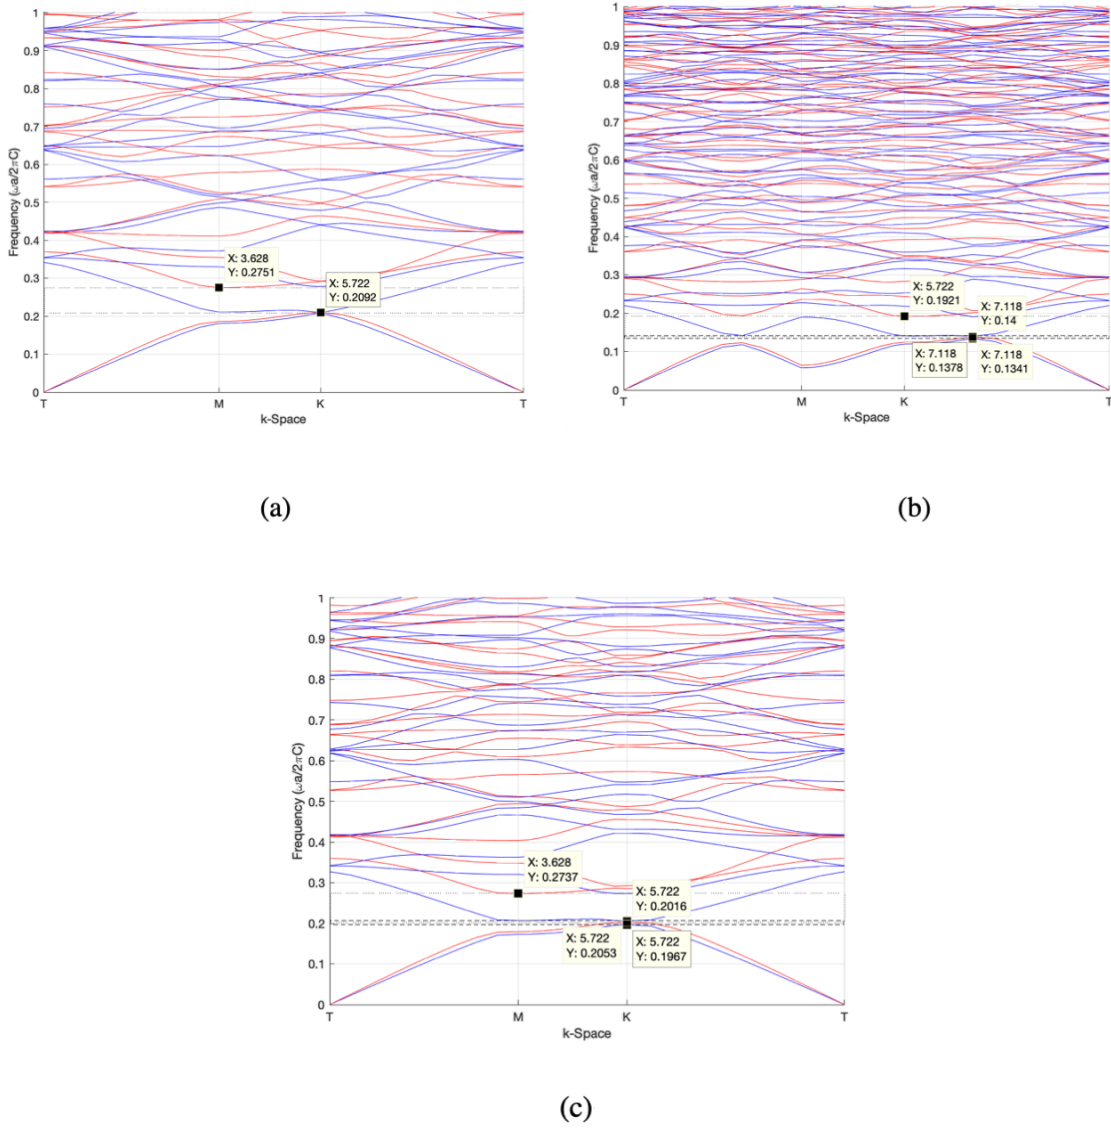 1
0.9
0.8
0.7
0.6
0.5
0.4
0.3
0.2
0.1
0
Frequency (ωa/2πC)
X: 3.628
Y: 0.2751
X: 5.722
Y: 0.2092
T M K T
k-Space
(a)
1
0.9
0.8
0.7
0.6
0.5
0.4
0.3
0.2
0.1
0
Frequency (ωa/2πC)
X: 5.722
Y: 0.1921
X: 7.118
Y: 0.14
X: 7.118
Y: 0.1378
X: 7.118
Y: 0.1341
T M K T
k-Space
(b)
1
0.9
0.8
0.7
0.6
0.5
0.4
0.3
0.2
0.1
0
Frequency (ωa/2πC)
X: 3.628
Y: 0.2737
X: 5.722
Y: 0.2016
X: 5.722
Y: 0.2053
X: 5.722
Y: 0.1967
T M K T
k-Space
(c)